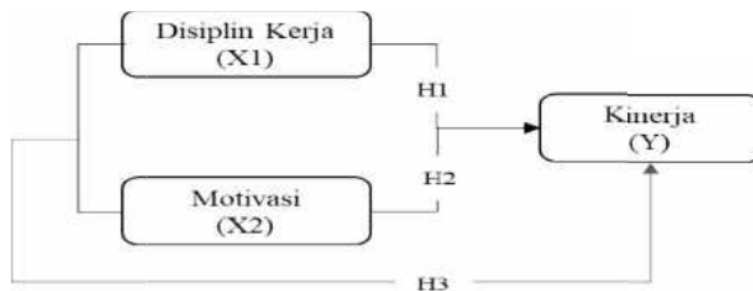 Disiplin Kerja
(X1)
H1
Kinerja
(Y)
H2
Motivasi
(X2)
H3